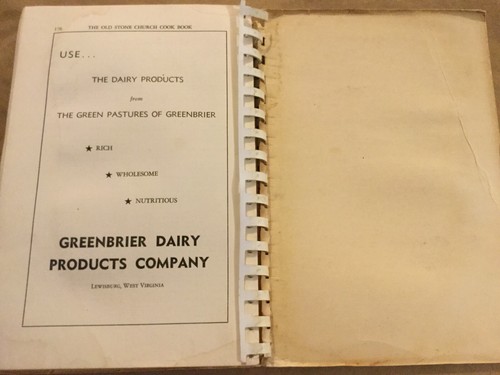 THE OLD STONE CHURCH COOK BOOK
USE...
THE DAIRY PRODUCTS
from
THE GREEN PASTURES OF GREENBRIER
★ RICH
★ WHOLESOME
★ NUTRITIOUS
GREENBRIER DAIRY
PRODUCTS COMPANY
Lewisburg, West Virginia